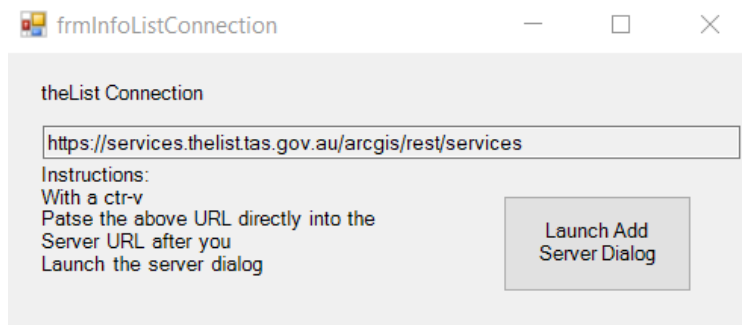 frmInfoListConnection
theList Connection
https://services.thelist.tas.gov.au/arcgis/rest/services
Instructions:
With a ctr-v
Patse the above URL directly into the
Server URL after you
Launch the server dialog
Launch Add
Server Dialog